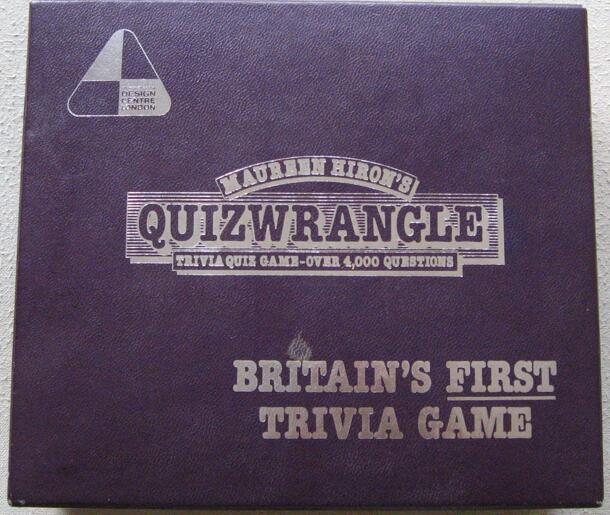 DESIGN
CENTRE
LONDON
MAUREEN HIRON'S
QUIZWRANGLE
TRIVIA QUIZ GAME-OVER 4,000 QUESTIONS
BRITAIN'S FIRST
TRIVIA GAME